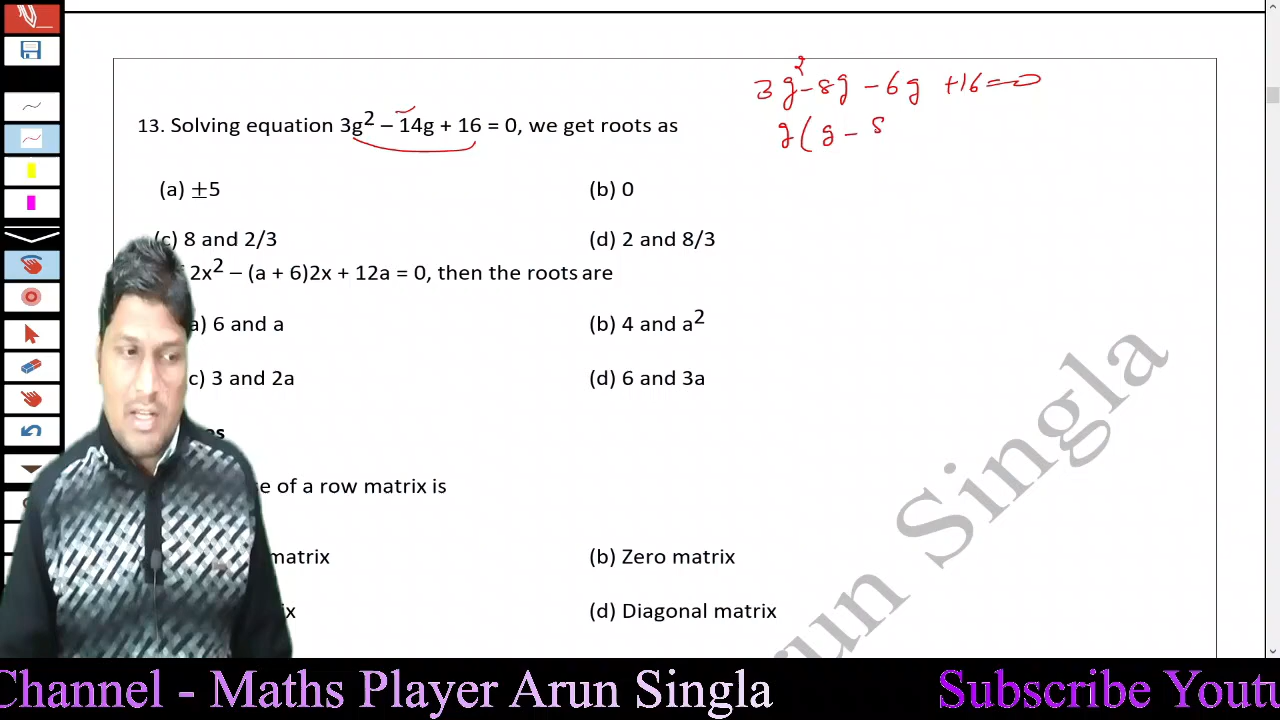 3g² - 8g - 6g + 16 = 0
g(g - 8
13. Solving equation 3g² – 14g + 16 = 0, we get roots as
(a) ±5
(b) 0
(c) 8 and 2/3
(d) 2 and 8/3
2x² – (a + 6)2x + 12a = 0, then the roots are
a) 6 and a
(b) 4 and a²
c) 3 and 2a
(d) 6 and 3a
of a row matrix is
matrix
(b) Zero matrix
(d) Diagonal matrix
Singla
Channel - Maths Player Arun Singla
Subscribe